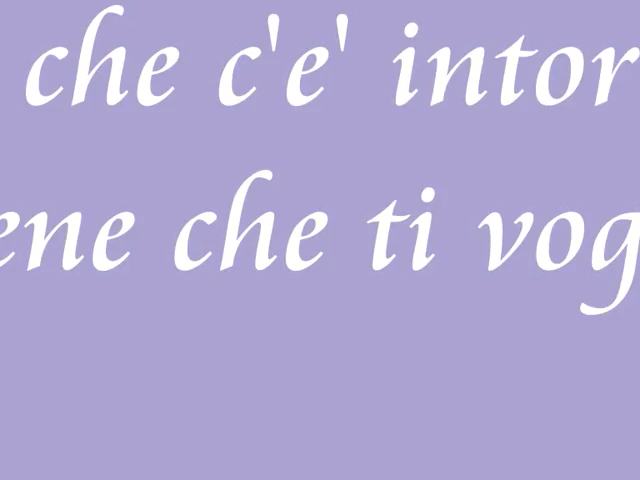 che c'e' intor
ene che ti vog